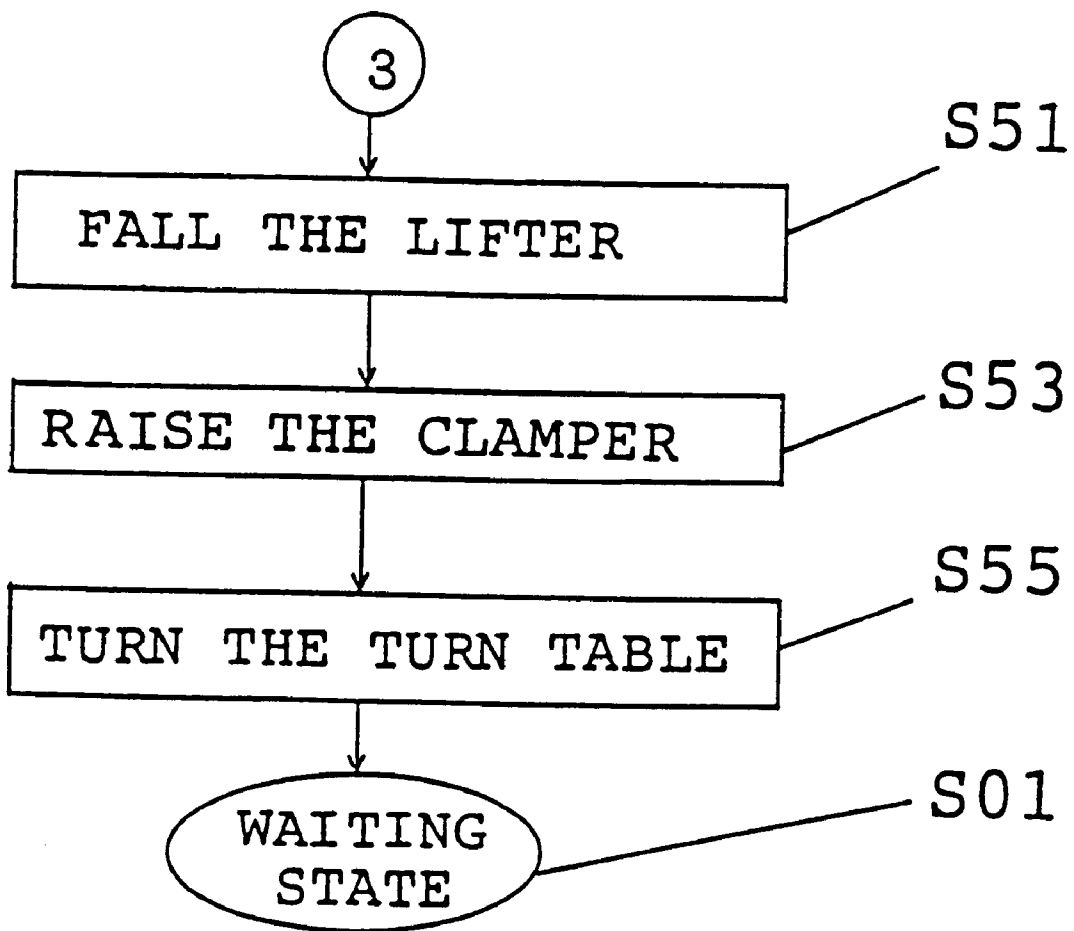 3
S51
FALL THE LIFTER
S53
RAISE THE CLAMPER
S55
TURN THE TURN TABLE
S01
WAITING
STATE